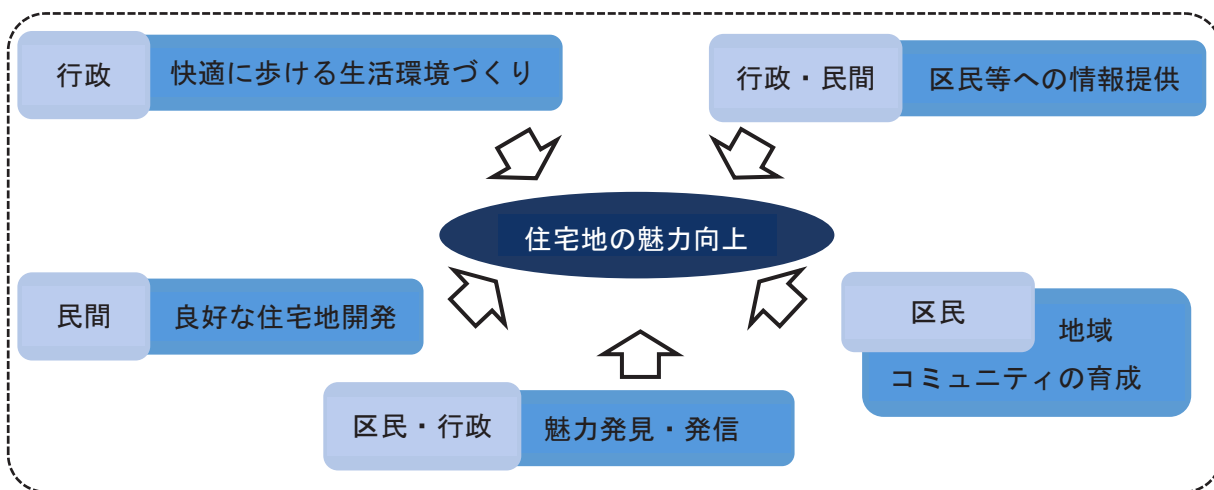 行政
快適に歩ける生活環境づくり
行政・民間
区民等への情報提供
住宅地の魅力向上
民間
良好な住宅地開発
区民
地域
コミュニティの育成
区民・行政
魅力発見・発信